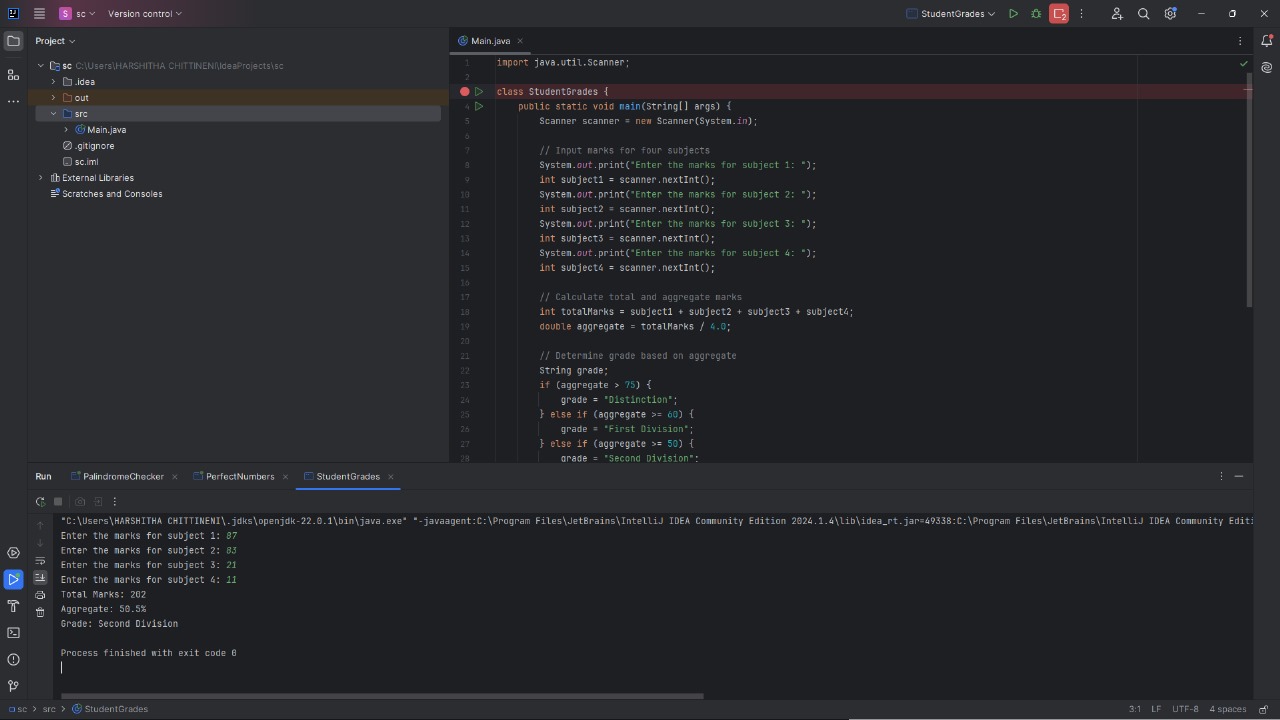 S sc Version control StudentGrades 2
Project
sc C:\Users\HARSHITHA CHITTINENI\IdeaProjects\sc
.idea
out
src
Main.java
.gitignore
sc.iml
External Libraries
Scratches and Consoles
Main.java
1 import java.util.Scanner;
2
class StudentGrades {
4 public static void main(String[] args) {
5 Scanner scanner = new Scanner(System.in);
6
7 // Input marks for four subjects
8 System.out.print("Enter the marks for subject 1: ");
9 int subject1 = scanner.nextInt();
10 System.out.print("Enter the marks for subject 2: ");
11 int subject2 = scanner.nextInt();
12 System.out.print("Enter the marks for subject 3: ");
13 int subject3 = scanner.nextInt();
14 System.out.print("Enter the marks for subject 4: ");
15 int subject4 = scanner.nextInt();
16
17 // Calculate total and aggregate marks
18 int totalMarks = subject1 + subject2 + subject3 + subject4;
19 double aggregate = totalMarks / 4.0;
20
21 // Determine grade based on aggregate
22 String grade;
23 if (aggregate > 75) {
24 grade = "Distinction";
25 } else if (aggregate >= 60) {
26 grade = "First Division";
27 } else if (aggregate >= 50) {
28 grade = "Second Division";
Run PalindromeChecker PerfectNumbers StudentGrades
"C:\Users\HARSHITHA CHITTINENI\.jdks\openjdk-22.0.1\bin\java.exe" "-javaagent:C:\Program Files\JetBrains\IntelliJ IDEA Community Edition 2024.1.4\lib\idea_rt.jar=49338:C:\Program Files\JetBrains\IntelliJ IDEA Community Editi
Enter the marks for subject 1: 87
Enter the marks for subject 2: 83
Enter the marks for subject 3: 21
Enter the marks for subject 4: 11
Total Marks: 202
Aggregate: 50.5%
Grade: Second Division
Process finished with exit code 0
sc > src > StudentGrades 3:1 LF UTF-8 4 spaces